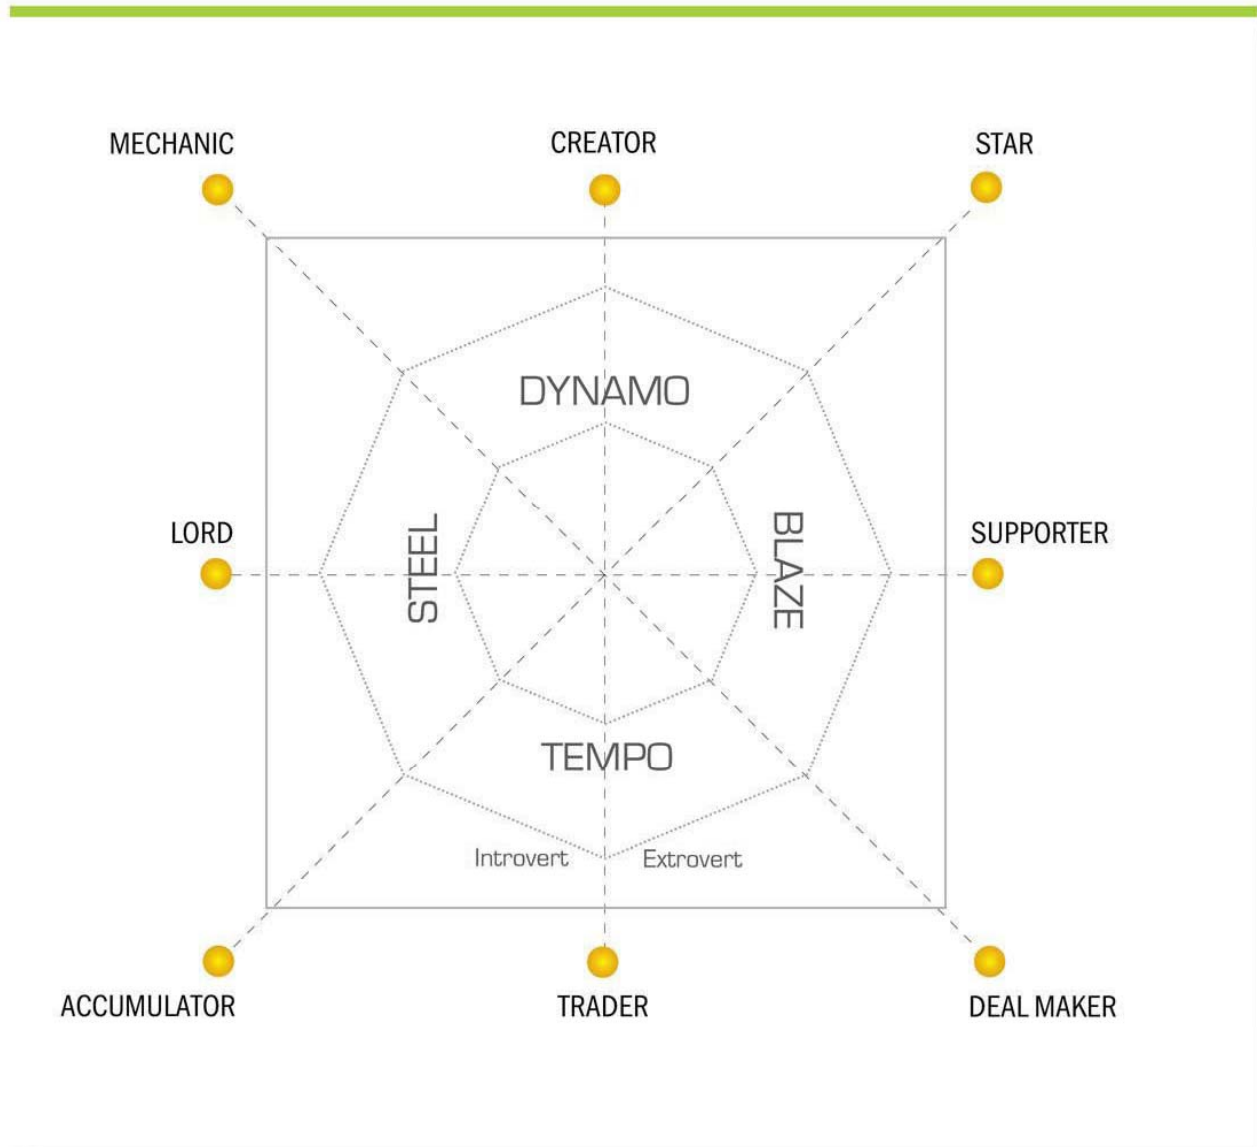 MECHANIC
CREATOR
STAR
DYNAMO
LORD
STEEL
BLAZE
SUPPORTER
TEMPO
Introvert
Extrovert
ACCUMULATOR
TRADER
DEAL MAKER